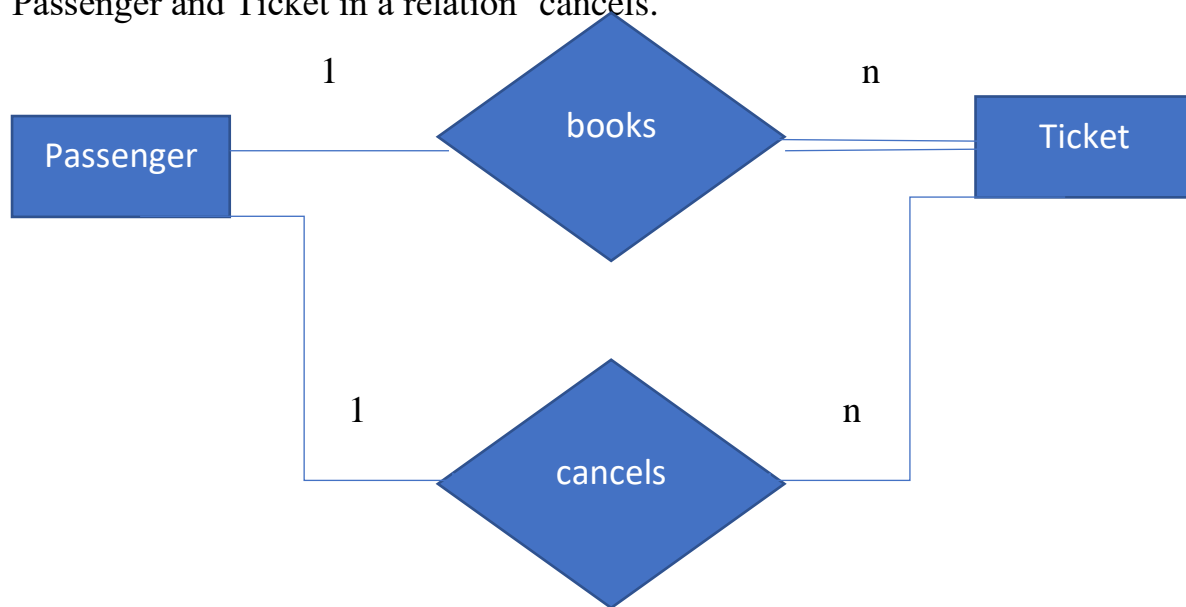 Passenger and Ticket in a relation "cancels.
1 n
books
Passenger
Ticket
1 n
cancels